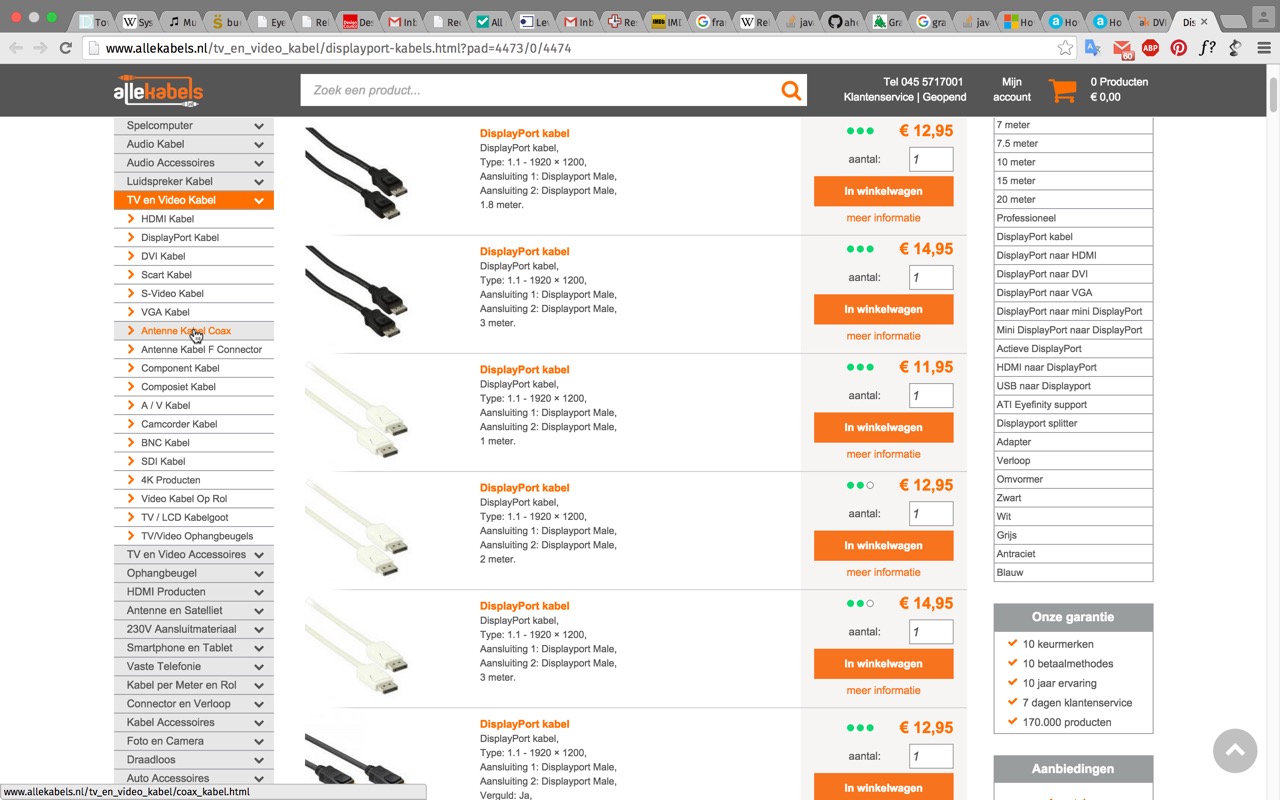 To
Sys
Mu
bu
Eye
Rel
Des
Inb
Rec
All
Lev
Inb
Res
IMDb
IMD
frar
Rel
java
ahe
Gra
gra
java
Ho
Ho
Ho
DVI
Dis
www.allekabels.nl/tv_en_video_kabel/displayport-kabels.html?pad=4473/0/4474
60
ABP
f?
allekabels
Zoek een product...
Tel 045 5717001
Klantenservice | Geopend
Mijn
account
0 Producten
€ 0,00
Spelcomputer
Audio Kabel
Audio Accessoires
Luidspreker Kabel
TV en Video Kabel
HDMI Kabel
DisplayPort Kabel
DVI Kabel
Scart Kabel
S-Video Kabel
VGA Kabel
Antenne Kabel Coax
Antenne Kabel F Connector
Component Kabel
Composiet Kabel
A / V Kabel
Camcorder Kabel
BNC Kabel
SDI Kabel
4K Producten
Video Kabel Op Rol
TV / LCD Kabelgoot
TV/Video Ophangbeugels
TV en Video Accessoires
Ophangbeugel
HDMI Producten
Antenne en Satelliet
230V Aansluitmateriaal
Smartphone en Tablet
Vaste Telefonie
Kabel per Meter en Rol
Connector en Verloop
Kabel Accessoires
Foto en Camera
Draadloos
Auto Accessoires
DisplayPort kabel
DisplayPort kabel,
Type: 1.1 - 1920 × 1200,
Aansluiting 1: Displayport Male,
Aansluiting 2: Displayport Male,
1.8 meter.
€ 12,95
aantal:
1
In winkelwagen
meer informatie
DisplayPort kabel
DisplayPort kabel,
Type: 1.1 - 1920 × 1200,
Aansluiting 1: Displayport Male,
Aansluiting 2: Displayport Male,
3 meter.
€ 14,95
aantal:
1
In winkelwagen
meer informatie
DisplayPort kabel
DisplayPort kabel,
Type: 1.1 - 1920 × 1200,
Aansluiting 1: Displayport Male,
Aansluiting 2: Displayport Male,
1 meter.
€ 11,95
aantal:
1
In winkelwagen
meer informatie
DisplayPort kabel
DisplayPort kabel,
Type: 1.1 - 1920 × 1200,
Aansluiting 1: Displayport Male,
Aansluiting 2: Displayport Male,
2 meter.
€ 12,95
aantal:
1
In winkelwagen
meer informatie
DisplayPort kabel
DisplayPort kabel,
Type: 1.1 - 1920 × 1200,
Aansluiting 1: Displayport Male,
Aansluiting 2: Displayport Male,
3 meter.
€ 14,95
aantal:
1
In winkelwagen
meer informatie
DisplayPort kabel
DisplayPort kabel,
Type: 1.1 - 1920 × 1200,
Aansluiting 1: Displayport Male,
Aansluiting 2: Displayport Male,
Verguld: Ja,
€ 12,95
aantal:
1
In winkelwagen
7 meter
7.5 meter
10 meter
15 meter
20 meter
Professioneel
DisplayPort kabel
DisplayPort naar HDMI
DisplayPort naar DVI
DisplayPort naar VGA
DisplayPort naar mini DisplayPort
Mini DisplayPort naar DisplayPort
Actieve DisplayPort
HDMI naar DisplayPort
USB naar Displayport
ATI Eyefinity support
Displayport splitter
Adapter
Verloop
Omvormer
Zwart
Wit
Grijs
Antraciet
Blauw
Onze garantie
10 keurmerken
10 betaalmethodes
10 jaar ervaring
7 dagen klantenservice
170.000 producten
Aanbiedingen
www.allekabels.nl/tv_en_video_kabel/coax_kabel.html